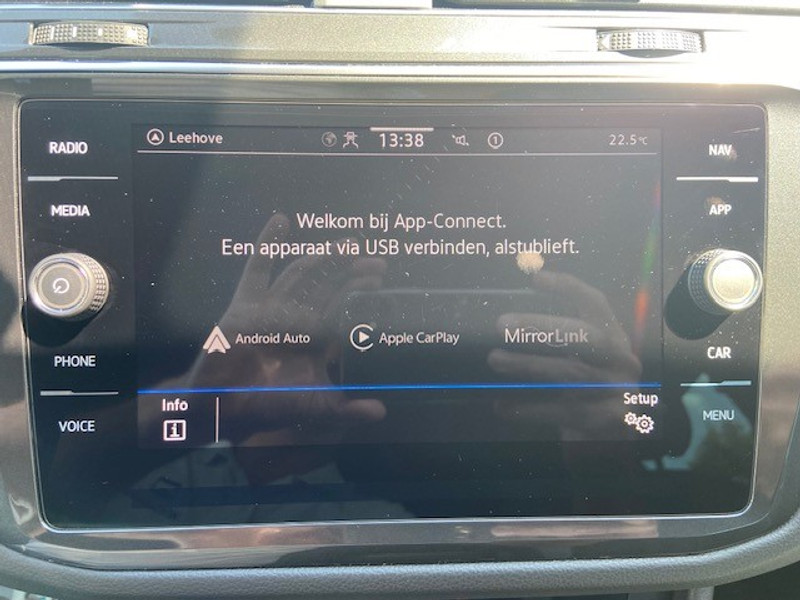 RADIO
MEDIA
PHONE
VOICE
Leehove
13:38
1
22.5°C
Welkom bij App-Connect.
Een apparaat via USB verbinden, alstublieft.
Android Auto
Apple CarPlay
MirrorLink
Info
i
Setup
NAV
APP
CAR
MENU